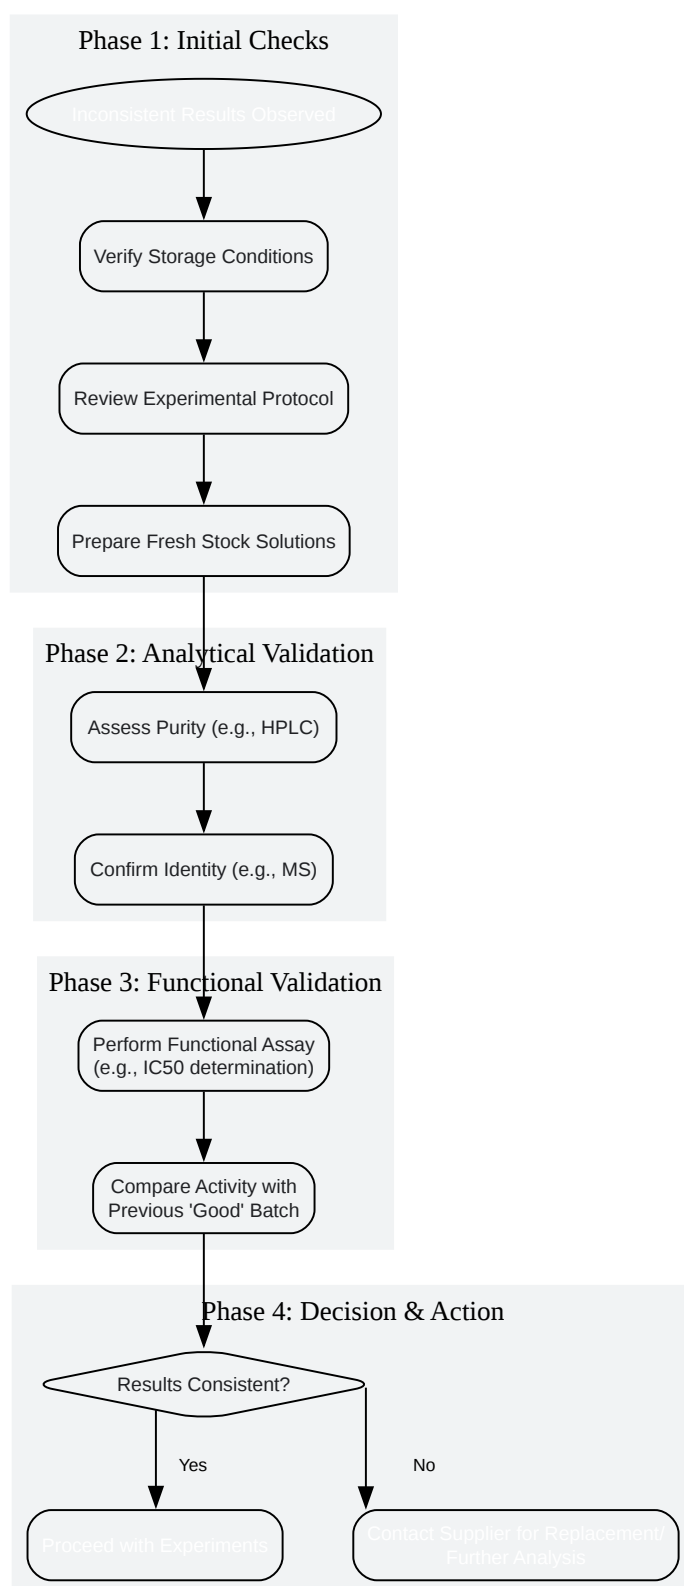 Phase 1: Initial Checks
Inconsistent Results Observed
Verify Storage Conditions
Review Experimental Protocol
Prepare Fresh Stock Solutions
Phase 2: Analytical Validation
Assess Purity (e.g., HPLC)
Confirm Identity (e.g., MS)
Phase 3: Functional Validation
Perform Functional Assay
(e.g., IC50 determination)
Compare Activity with
Previous 'Good' Batch
Phase 4: Decision & Action
Results Consistent?
Yes
No
Proceed with Experiments
Contact Supplier for Replacement/
Further Analysis